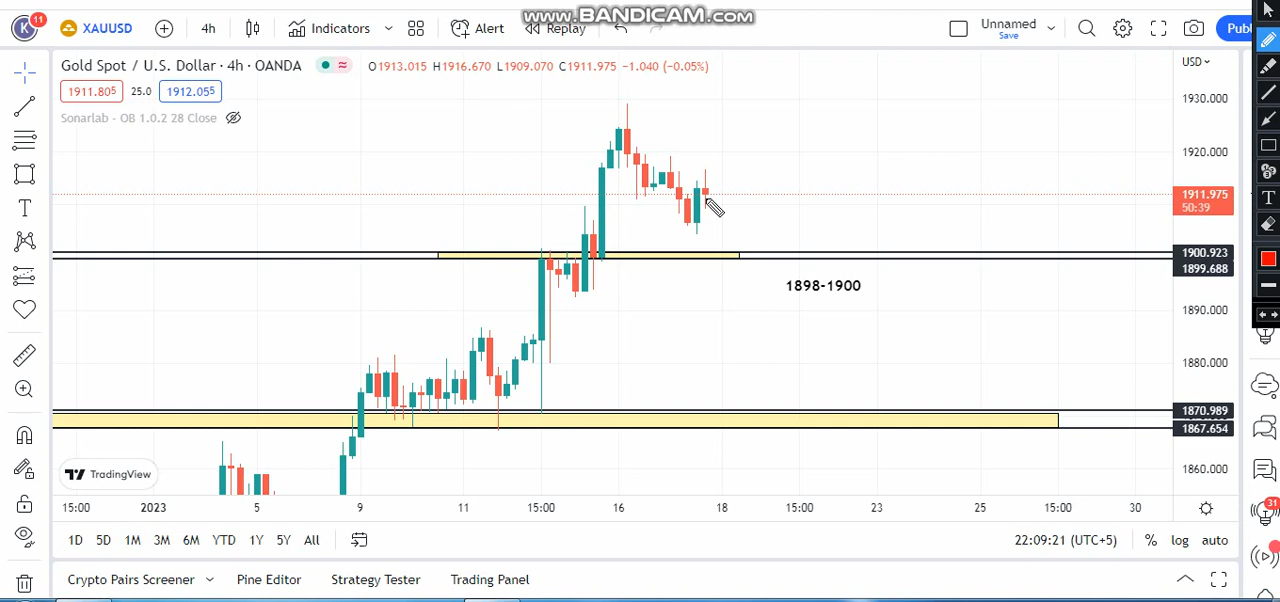 www.BANDICAM.com
K
11
XAUUSD
4h
Indicators
Alert
Replay
Unnamed
Save
Publ
Gold Spot / U.S. Dollar · 4h · OANDA
O1913.015 H1916.670 L1909.070 C1911.975 −1.040 (−0.05%)
USD
1911.805
25.0
1912.055
Sonarlab - OB 1.0.2 28 Close
1930.000
1920.000
1911.975
50:39
1900.923
1899.688
1898-1900
1890.000
1880.000
1870.989
1867.654
1860.000
TradingView
15:00
2023
5
9
11
15:00
16
18
15:00
23
25
15:00
30
31
1D
5D
1M
3M
6M
YTD
1Y
5Y
All
22:09:21 (UTC+5)
%
log
auto
Crypto Pairs Screener
Pine Editor
Strategy Tester
Trading Panel